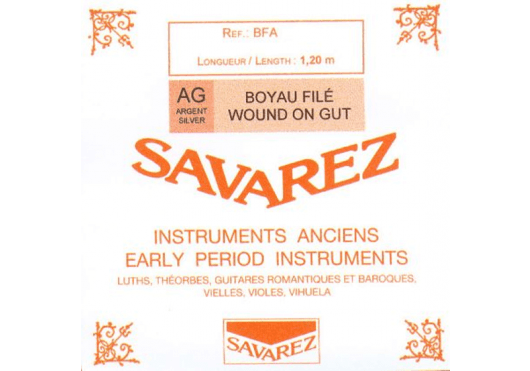 REF.: BFA
LONGUEUR / LENGTH : 1,20 m
AG
ARGENT
SILVER
BOYAU FILÉ
WOUND ON GUT
SAVAREZ
INSTRUMENTS ANCIENS
EARLY PERIOD INSTRUMENTS
LUTHS, THÉORBES, GUITARES ROMANTIQUES ET BAROQUES,
VIELLES, VIOLES, VIHUELA
SAVAREZ